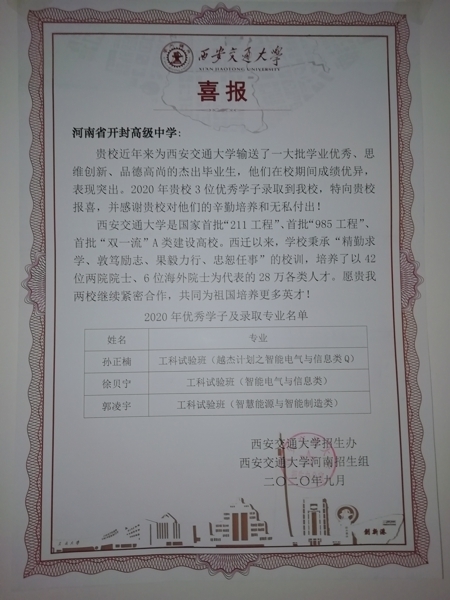 西安交通大学
XI'AN JIAOTONG UNIVERSITY
喜报
河南省开封高级中学：
贵校近年来为西安交通大学输送了一大批学业优秀、思
维创新、品德高尚的杰出毕业生，他们在校期间成绩优异，
表现突出。2020年贵校3位优秀学子录取到我校，特向贵校
报喜，并感谢贵校对他们的辛勤培养和无私付出！
西安交通大学是国家首批“211工程”、首批“985工程”、
首批“双一流”A类建设高校。西迁以来，学校秉承“精勤求
学、敦笃励志、果毅力行、忠恕任事”的校训，培养了以42
位两院院士、6位海外院士为代表的28万各类人才。愿贵我
两校继续紧密合作，共同为祖国培养更多英才！
2020年优秀学子及录取专业名单
姓名 专业
孙正楠 工科试验班（越杰计划之智能电气与信息类Q）
徐贝宁 工科试验班（智能电气与信息类）
郭凌宇 工科试验班（智慧能源与智能制造类）
西安交通大学招生办
西安交通大学河南招生组
二〇二〇年九月